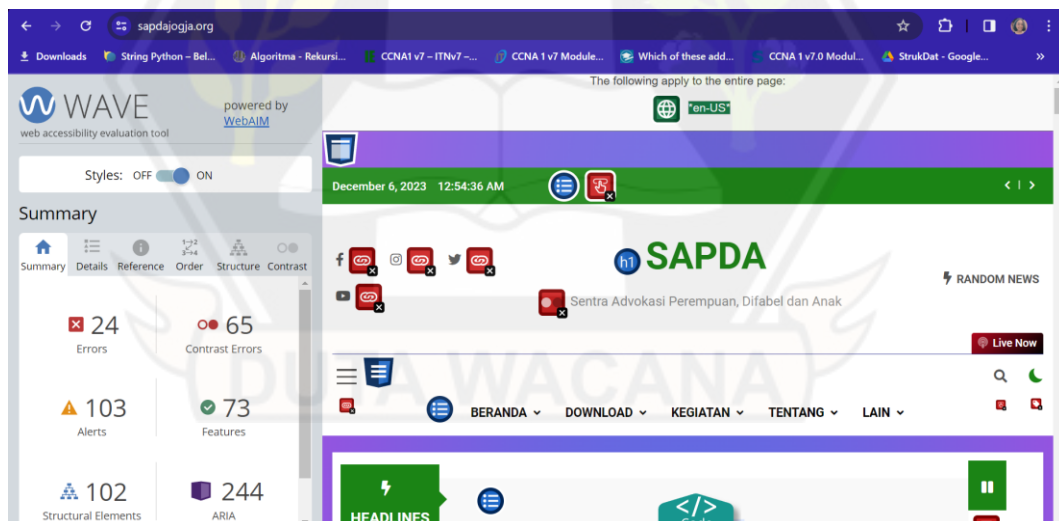 sapdajogja.org
Downloads
String Python – Bel...
Algoritma - Rekursi...
CCNA1 v7 – ITNv7 –...
CCNA 1 v7 Module...
Which of these add...
CCNA 1 v7.0 Modul...
StrukDat - Google...
»
WAVE
web accessibility evaluation tool
powered by
WebAIM
Styles: OFF ON
Summary
Summary Details Reference Order Structure Contrast
24
Errors
65
Contrast Errors
103
Alerts
73
Features
102
Structural Elements
244
ARIA
The following apply to the entire page:
"en-US"
December 6, 2023 12:54:36 AM
h1 SAPDA
Sentra Advokasi Perempuan, Difabel dan Anak
RANDOM NEWS
Live Now
BERANDA DOWNLOAD KEGIATAN TENTANG LAIN
HEADLINES
</>
DUTA WACANA